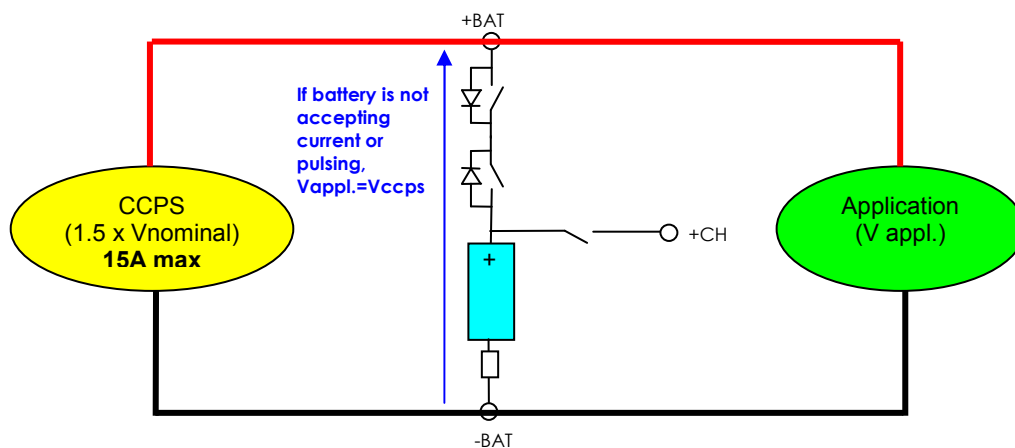 +BAT
If battery is not
accepting
current or
pulsing,
Vappl.=Vccps
CCPS
(1.5 x Vnominal)
15A max
Application
(V appl.)
+CH
+
-BAT